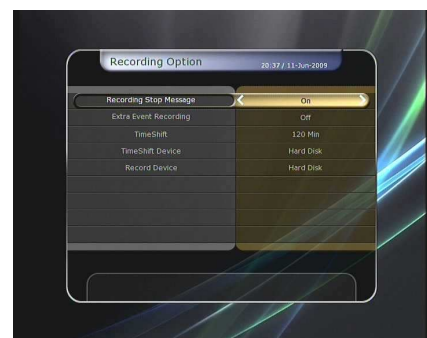 Recording Option 20:37 / 11-Jun-2009
Recording Stop Message On
Extra Event Recording Off
TimeShift 120 Min
TimeShift Device Hard Disk
Record Device Hard Disk